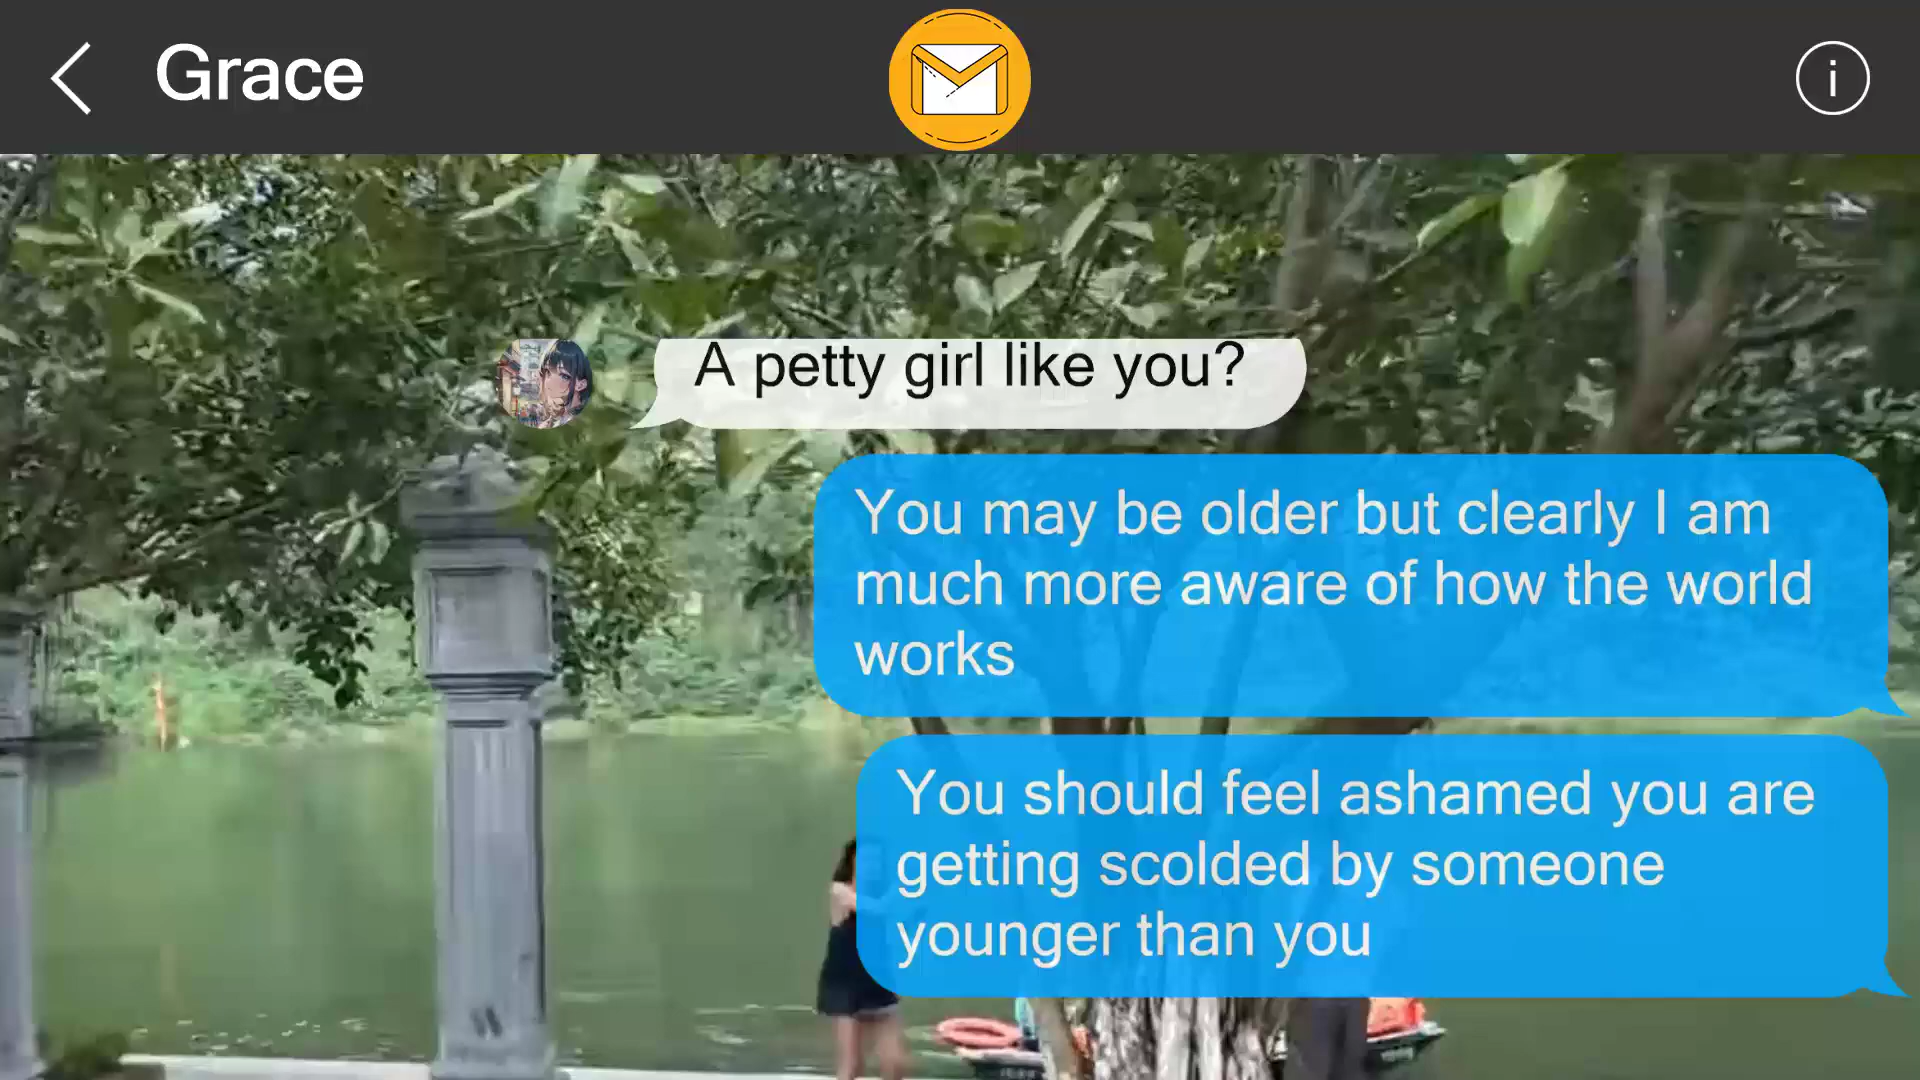 Grace
A petty girl like you?
You may be older but clearly I am
much more aware of how the world
works
You should feel ashamed you are
getting scolded by someone
younger than you